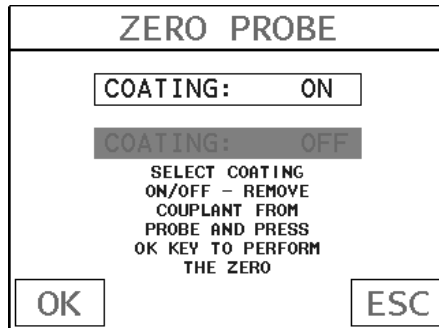 ZERO PROBE
COATING: ON
COATING: OFF
SELECT COATING
ON/OFF - REMOVE
COUPLANT FROM
PROBE AND PRESS
OK KEY TO PERFORM
THE ZERO
OK ESC